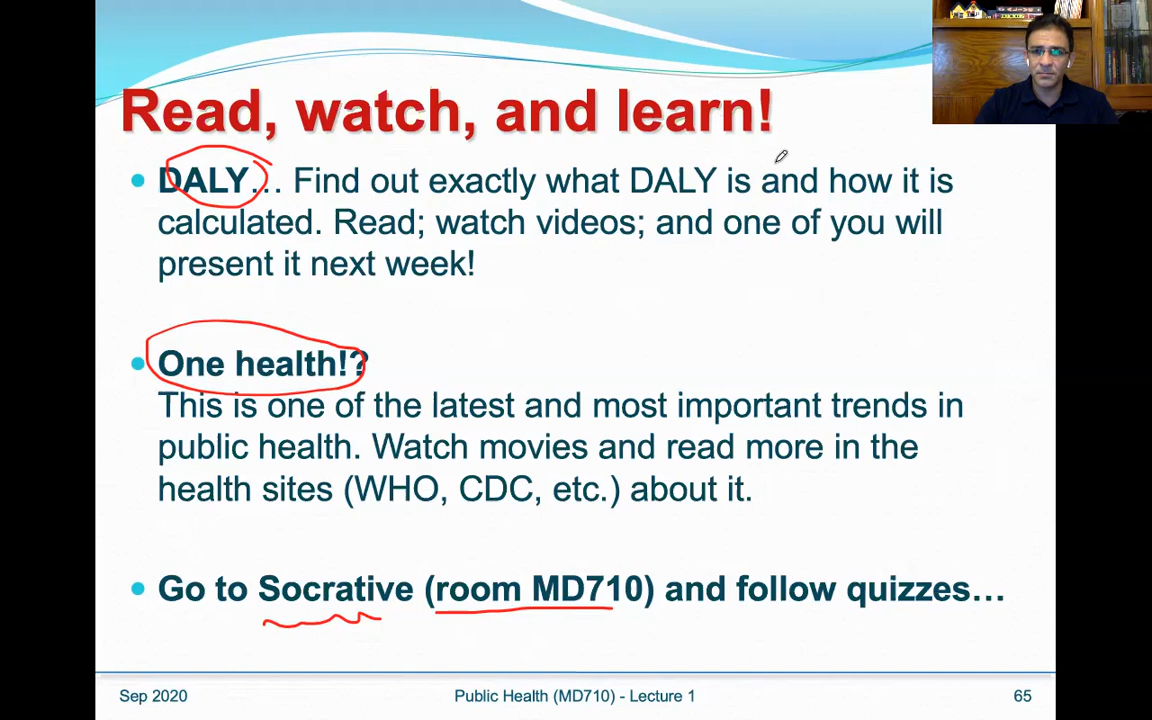 Read, watch, and learn!
• DALY… Find out exactly what DALY is and how it is
calculated. Read; watch videos; and one of you will
present it next week!
• One health!?
This is one of the latest and most important trends in
public health. Watch movies and read more in the
health sites (WHO, CDC, etc.) about it.
• Go to Socrative (room MD710) and follow quizzes…
Sep 2020
Public Health (MD710) - Lecture 1
65